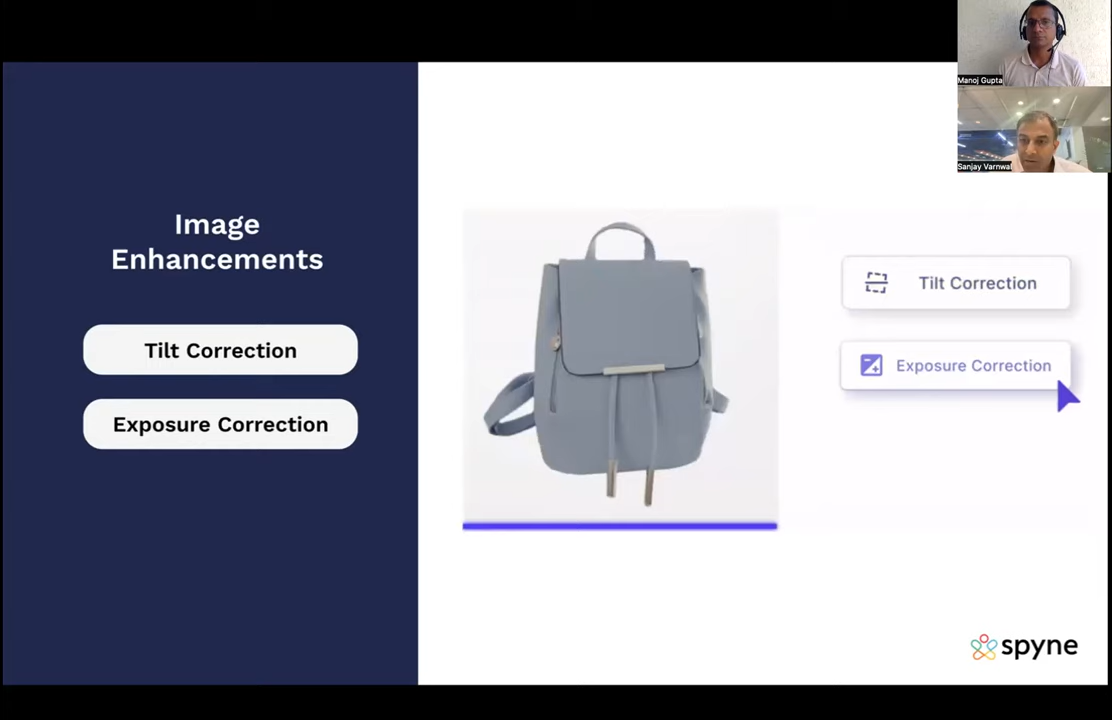 Manoj Gupta
Sanjay Varnwal
Image
Enhancements
Tilt Correction
Exposure Correction
Tilt Correction
Exposure Correction
spyne